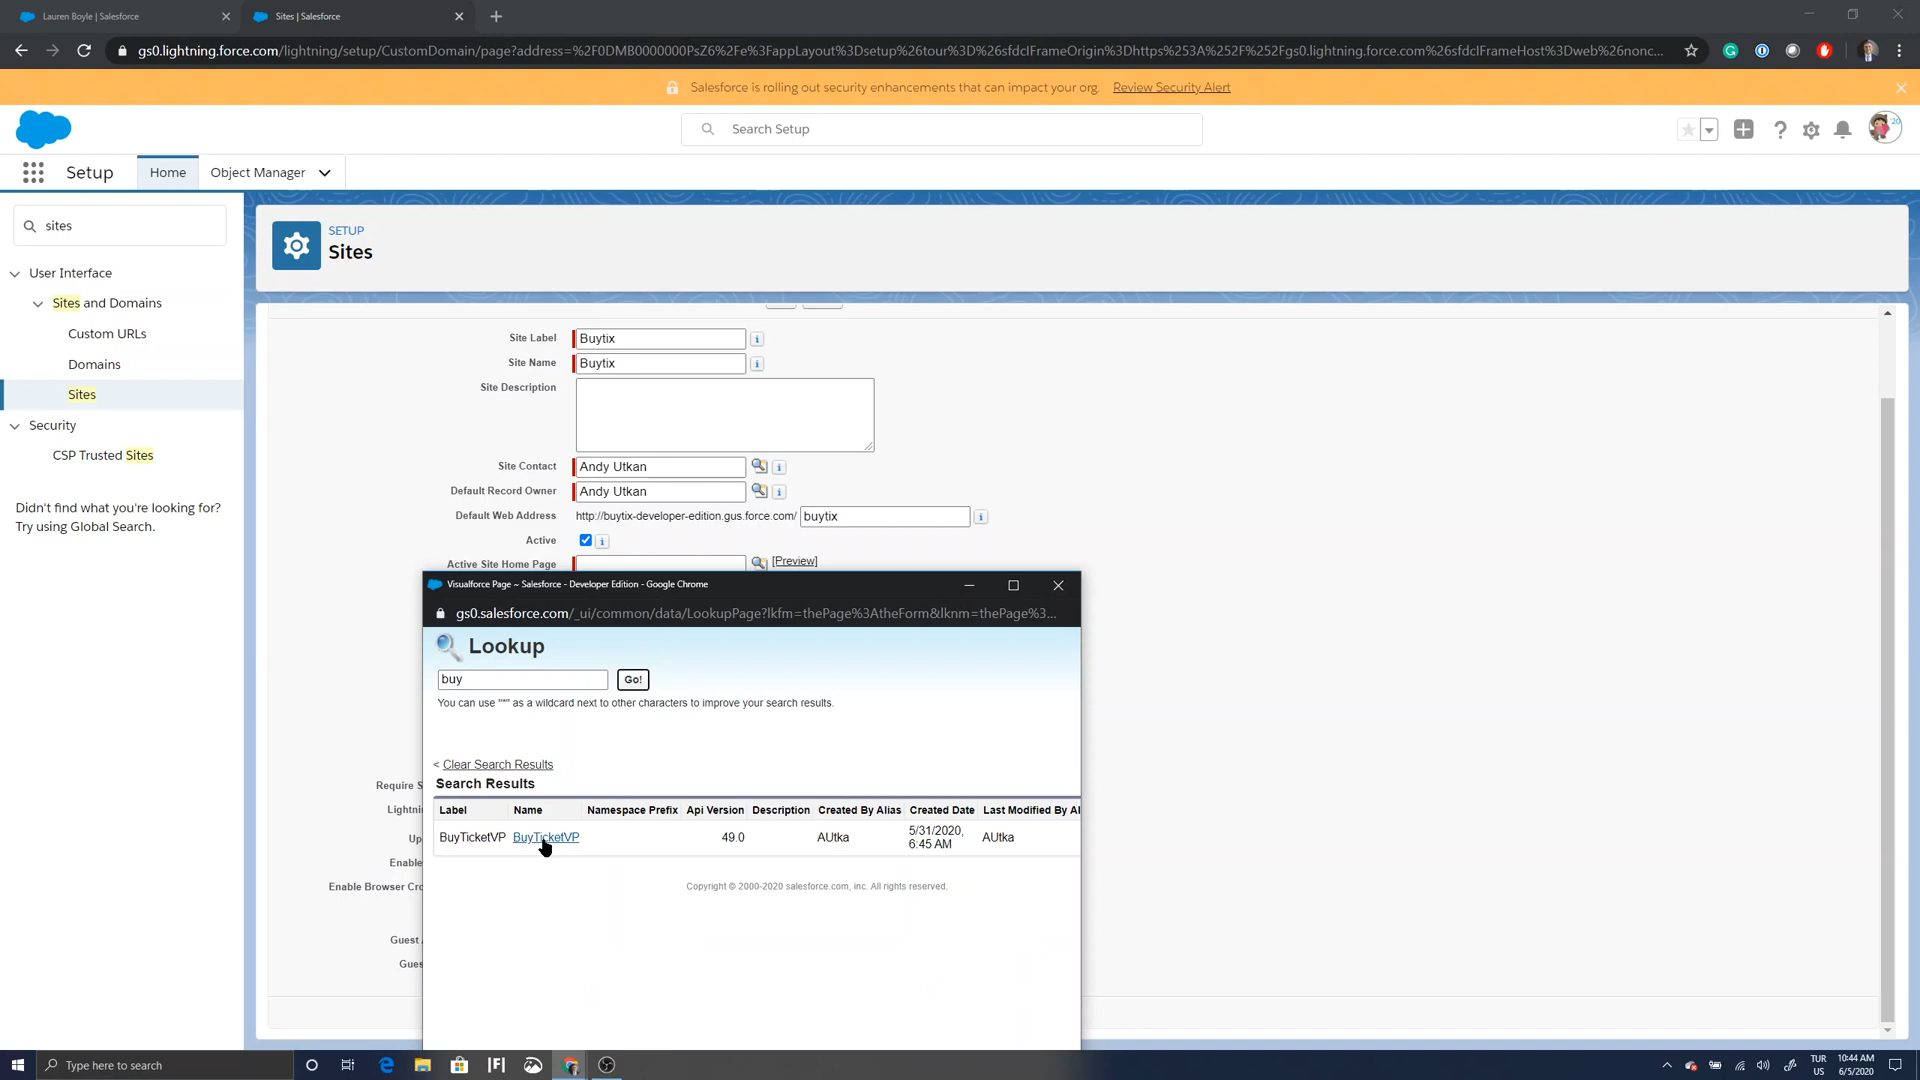 Lauren Boyle | Salesforce
Sites | Salesforce
gs0.lightning.force.com/lightning/setup/CustomDomain/page?address=%2F0DMB0000000PsZ6%2Fe%3FappLayout%3Dsetup%26tour%3D%26sfdcIFrameOrigin%3Dhttps%253A%252F%252Fgs0.lightning.force.com%26sfdcIFrameHost%3Dweb%26nonc...
Salesforce is rolling out security enhancements that can impact your org. Review Security Alert
Search Setup
'20
Setup
Home
Object Manager
sites
User Interface
Sites and Domains
Custom URLs
Domains
Sites
Security
CSP Trusted Sites
Didn't find what you're looking for?
Try using Global Search.
SETUP
Sites
Site Label Buytix
Site Name Buytix
Site Description
Site Contact Andy Utkan
Default Record Owner Andy Utkan
Default Web Address http://buytix-developer-edition.gus.force.com/ buytix
Active
Active Site Home Page [Preview]
Visualforce Page ~ Salesforce - Developer Edition - Google Chrome
gs0.salesforce.com/_ui/common/data/LookupPage?lkfm=thePage%3AtheForm&lknm=thePage%3...
Lookup
buy Go!
You can use "*" as a wildcard next to other characters to improve your search results.
< Clear Search Results
Search Results
Label Name Namespace Prefix Api Version Description Created By Alias Created Date Last Modified By Al
BuyTicketVP BuyTicketVP 49.0 AUtka 5/31/2020, 6:45 AM AUtka
Copyright © 2000-2020 salesforce.com, inc. All rights reserved.
Require S
Lightnin
Up
Enable
Enable Browser Cro
Guest
Gues
Type here to search
TUR
US
10:44 AM
6/5/2020